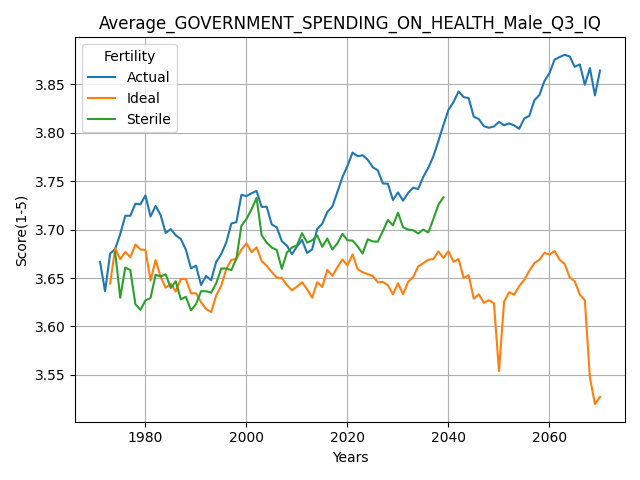 Average_GOVERNMENT_SPENDING_ON_HEALTH_Male_Q3_IQ
Fertility
Actual
Ideal
Sterile
Score(1-5)
3.85
3.80
3.75
3.70
3.65
3.60
3.55
1980 2000 2020 2040 2060
Years